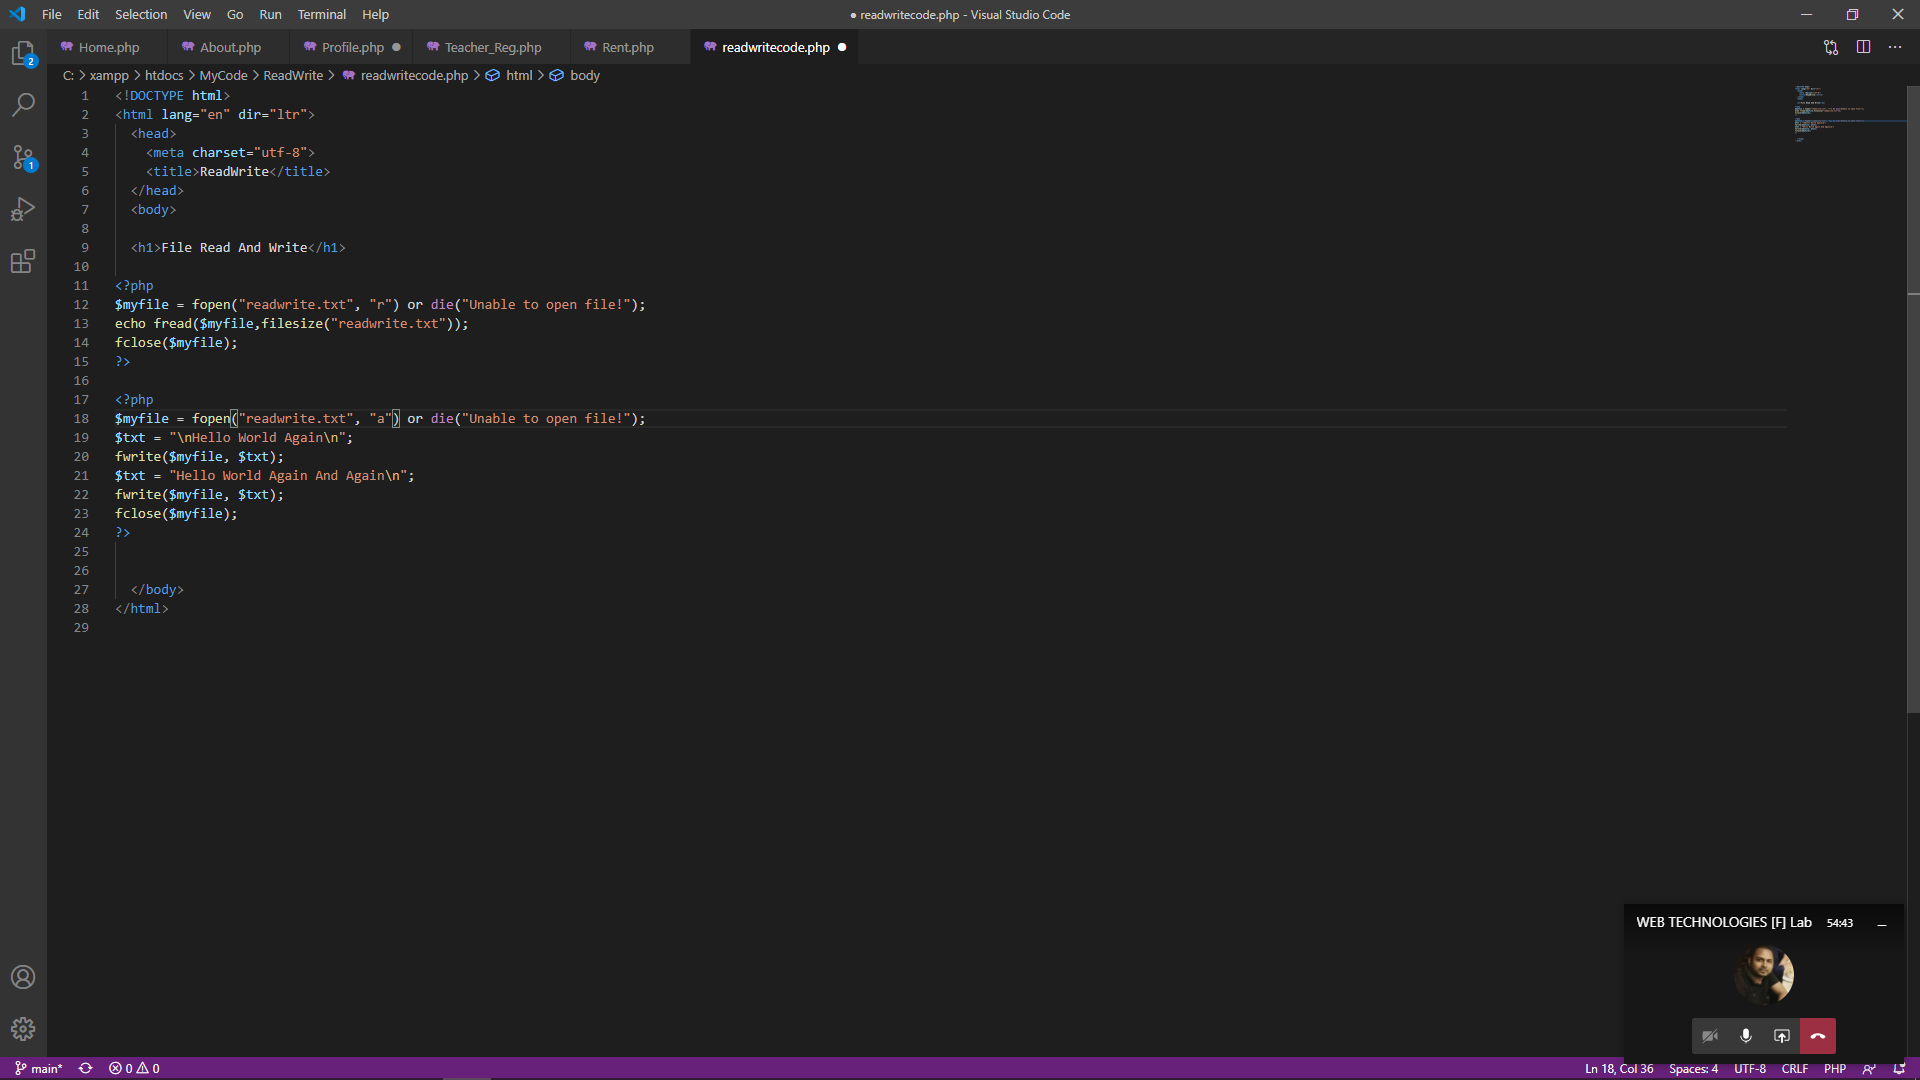 File Edit Selection View Go Run Terminal Help
● readwritecode.php - Visual Studio Code
Home.php About.php Profile.php Teacher_Reg.php Rent.php readwritecode.php
C: > xampp > htdocs > MyCode > ReadWrite > readwritecode.php > html > body
2
1
1 <!DOCTYPE html>
2 <html lang="en" dir="ltr">
3 <head>
4 <meta charset="utf-8">
5 <title>ReadWrite</title>
6 </head>
7 <body>
8
9 <h1>File Read And Write</h1>
10
11 <?php
12 $myfile = fopen("readwrite.txt", "r") or die("Unable to open file!");
13 echo fread($myfile,filesize("readwrite.txt"));
14 fclose($myfile);
15 ?>
16
17 <?php
18 $myfile = fopen("readwrite.txt", "a") or die("Unable to open file!");
19 $txt = "\nHello World Again\n";
20 fwrite($myfile, $txt);
21 $txt = "Hello World Again And Again\n";
22 fwrite($myfile, $txt);
23 fclose($myfile);
24 ?>
25
26
27 </body>
28 </html>
29
WEB TECHNOLOGIES [F] Lab 54:43
main* 0 0 Ln 18, Col 36 Spaces: 4 UTF-8 CRLF PHP